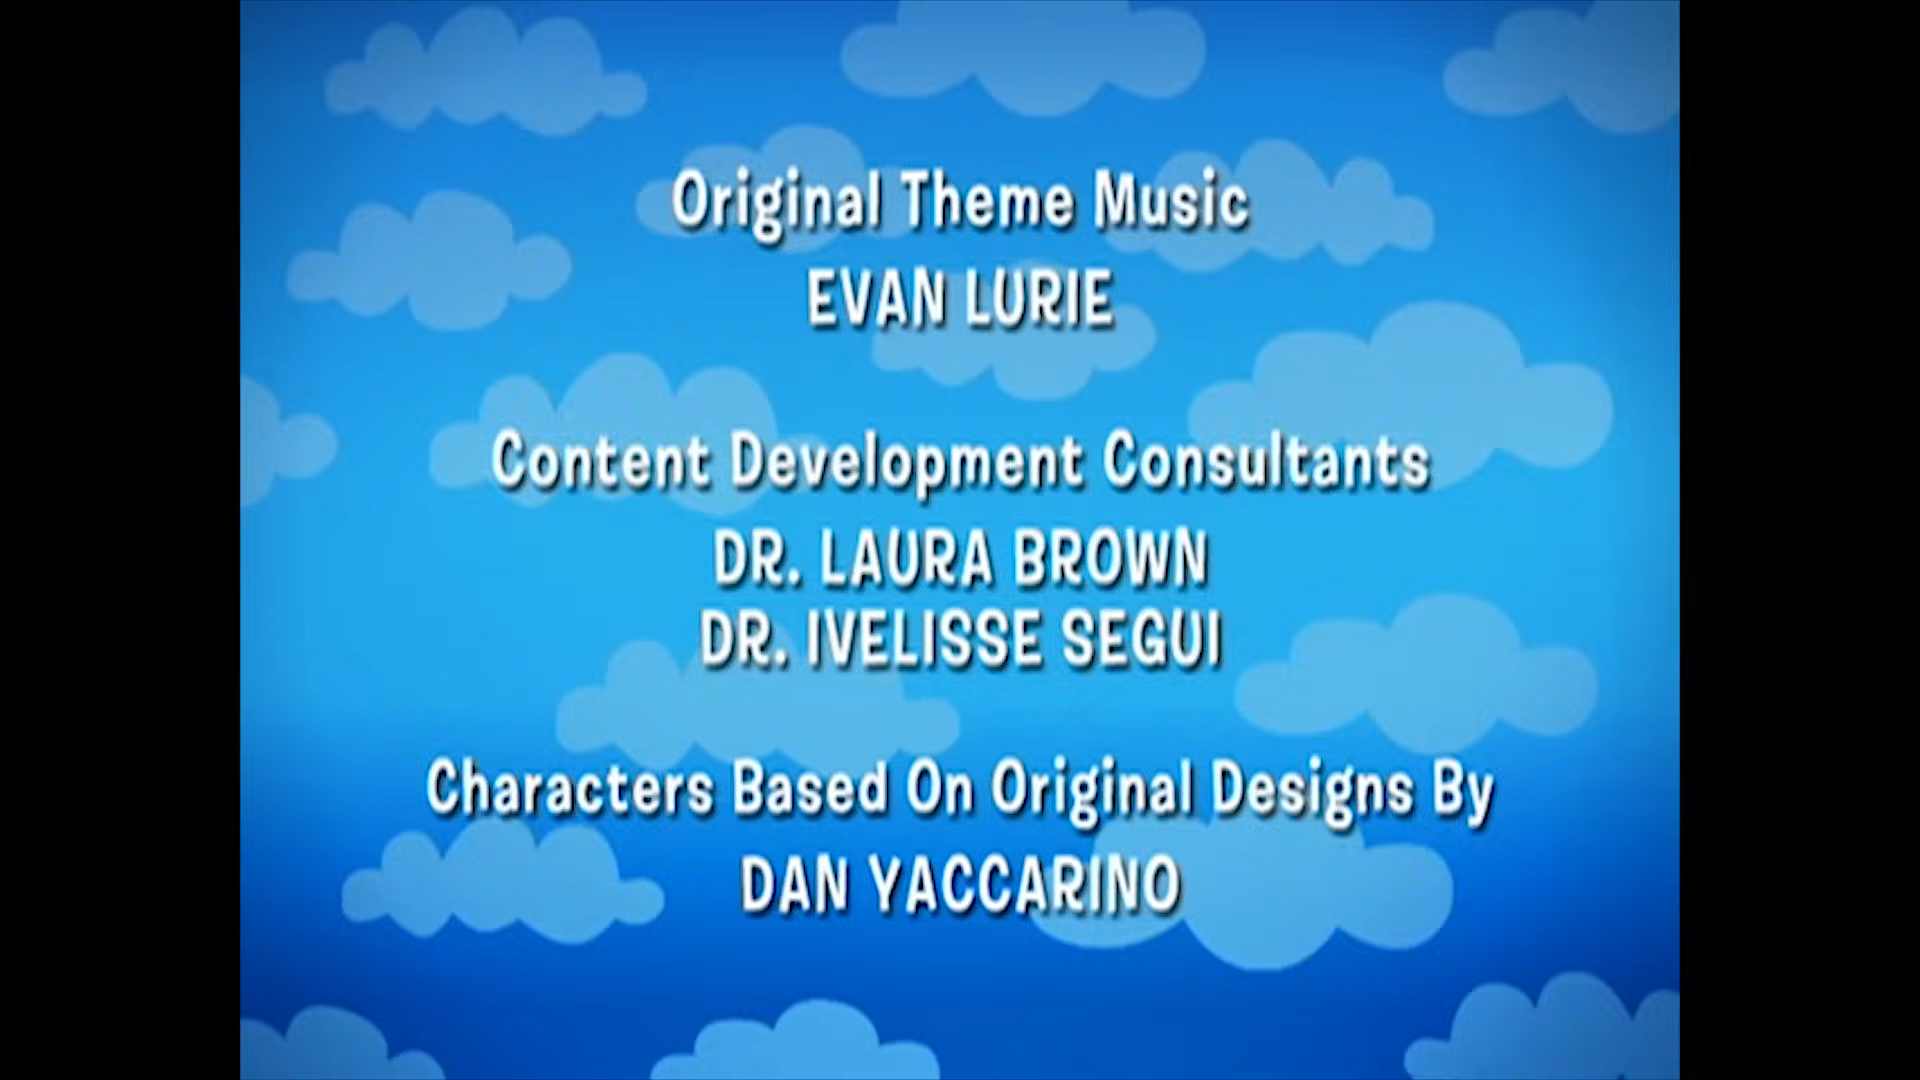 Original Theme Music
EVAN LURIE
Content Development Consultants
DR. LAURA BROWN
DR. IVELISSE SEGUI
Characters Based On Original Designs By
DAN YACCARINO